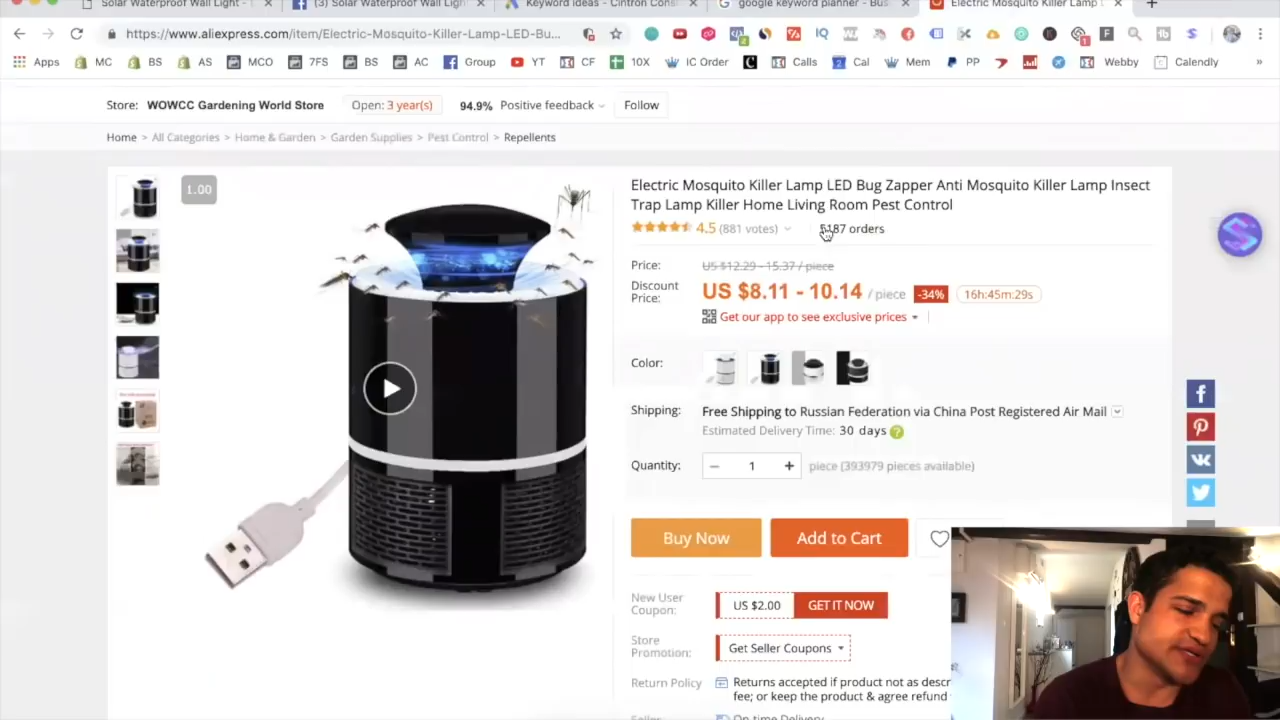 Solar Waterproof Wall Light -
(3) Solar Waterproof Wall Ligh
Keyword ideas - Cintron Cons
google keyword planner - Bus
Electric Mosquito Killer Lamp
https://www.aliexpress.com/item/Electric-Mosquito-Killer-Lamp-LED-Bu...
Apps MC BS AS MCO 7FS BS AC Group YT CF 10X IC Order Calls Cal Mem PP Webby Calendly »
Store: WOWCC Gardening World Store Open: 3 year(s) 94.9% Positive feedback Follow
Home > All Categories > Home & Garden > Garden Supplies > Pest Control > Repellents
1.00
Electric Mosquito Killer Lamp LED Bug Zapper Anti Mosquito Killer Lamp Insect
Trap Lamp Killer Home Living Room Pest Control
4.5 (881 votes) 5187 orders
Price: US $12.29 - 15.37 / piece
Discount
Price: US $8.11 - 10.14 / piece -34% 16h:45m:29s
Get our app to see exclusive prices
Color:
Shipping: Free Shipping to Russian Federation via China Post Registered Air Mail
Estimated Delivery Time: 30 days ?
Quantity: − 1 + piece (393979 pieces available)
Buy Now Add to Cart
New User
Coupon: US $2.00 GET IT NOW
Store
Promotion: Get Seller Coupons
Return Policy Returns accepted if product not as descr
fee; or keep the product & agree refund
Seller On-time Delivery